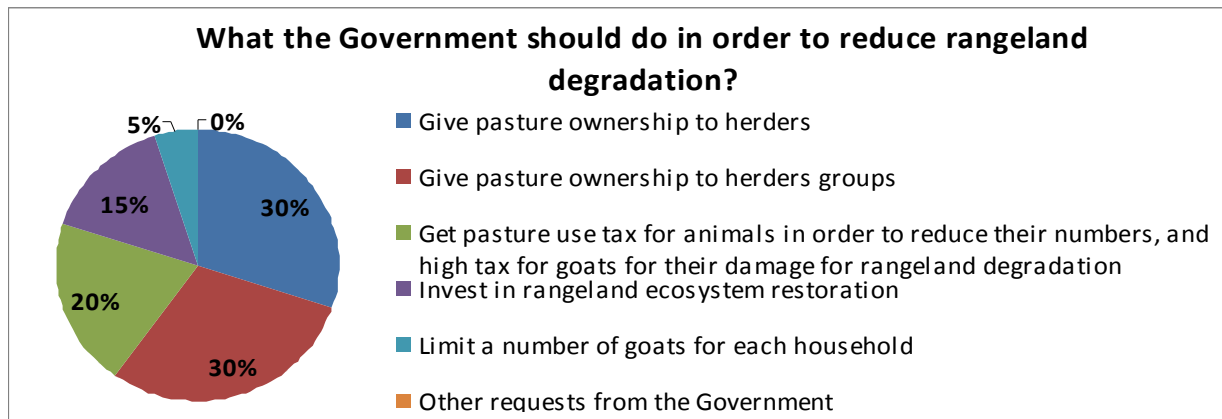 What the Government should do in order to reduce rangeland
degradation?
5%
0%
30%
15%
20%
30%
Give pasture ownership to herders
Give pasture ownership to herders groups
Get pasture use tax for animals in order to reduce their numbers, and
high tax for goats for their damage for rangeland degradation
Invest in rangeland ecosystem restoration
Limit a number of goats for each household
Other requests from the Government